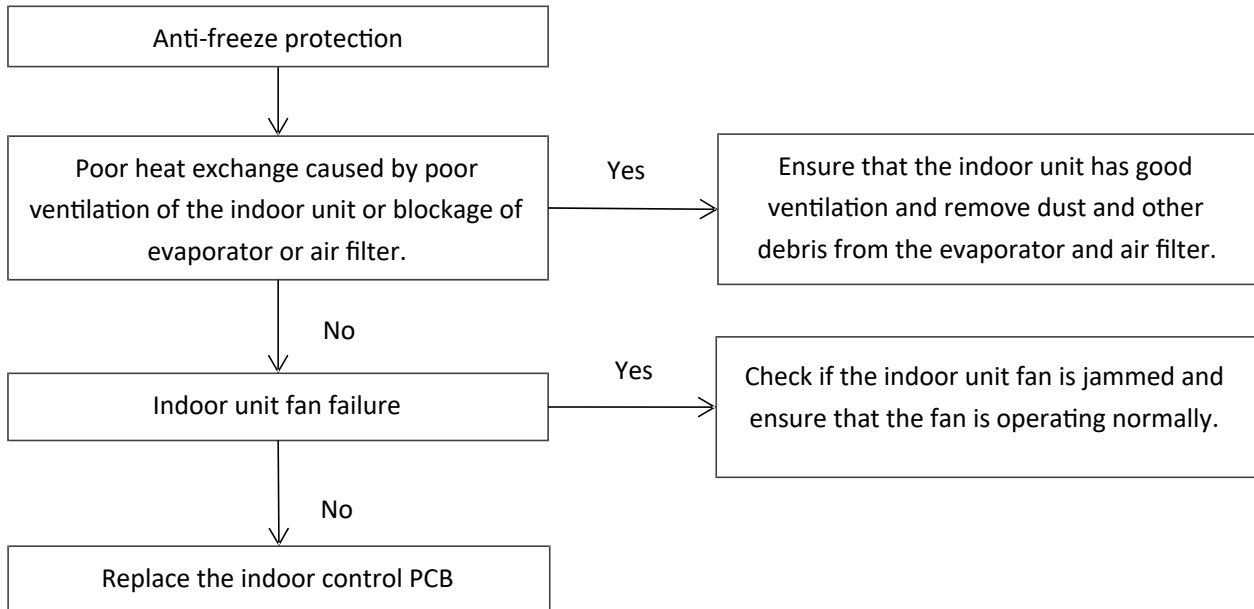 Anti-freeze protection
Poor heat exchange caused by poor
ventilation of the indoor unit or blockage of
evaporator or air filter.
Yes
Ensure that the indoor unit has good
ventilation and remove dust and other
debris from the evaporator and air filter.
No
Indoor unit fan failure
Yes
Check if the indoor unit fan is jammed and
ensure that the fan is operating normally.
No
Replace the indoor control PCB